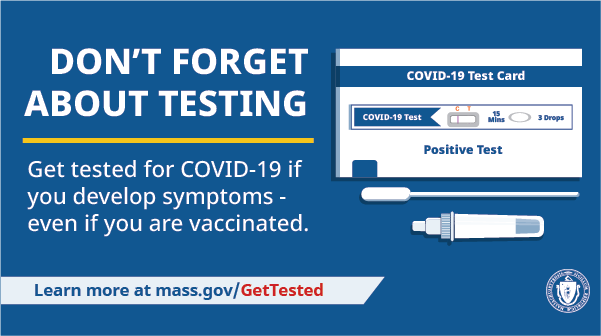 DON’T FORGET
ABOUT TESTING
Get tested for COVID-19 if
you develop symptoms -
even if you are vaccinated.
COVID-19 Test Card
COVID-19 Test
C T
15
Mins
3 Drops
Positive Test
Learn more at mass.gov/GetTested